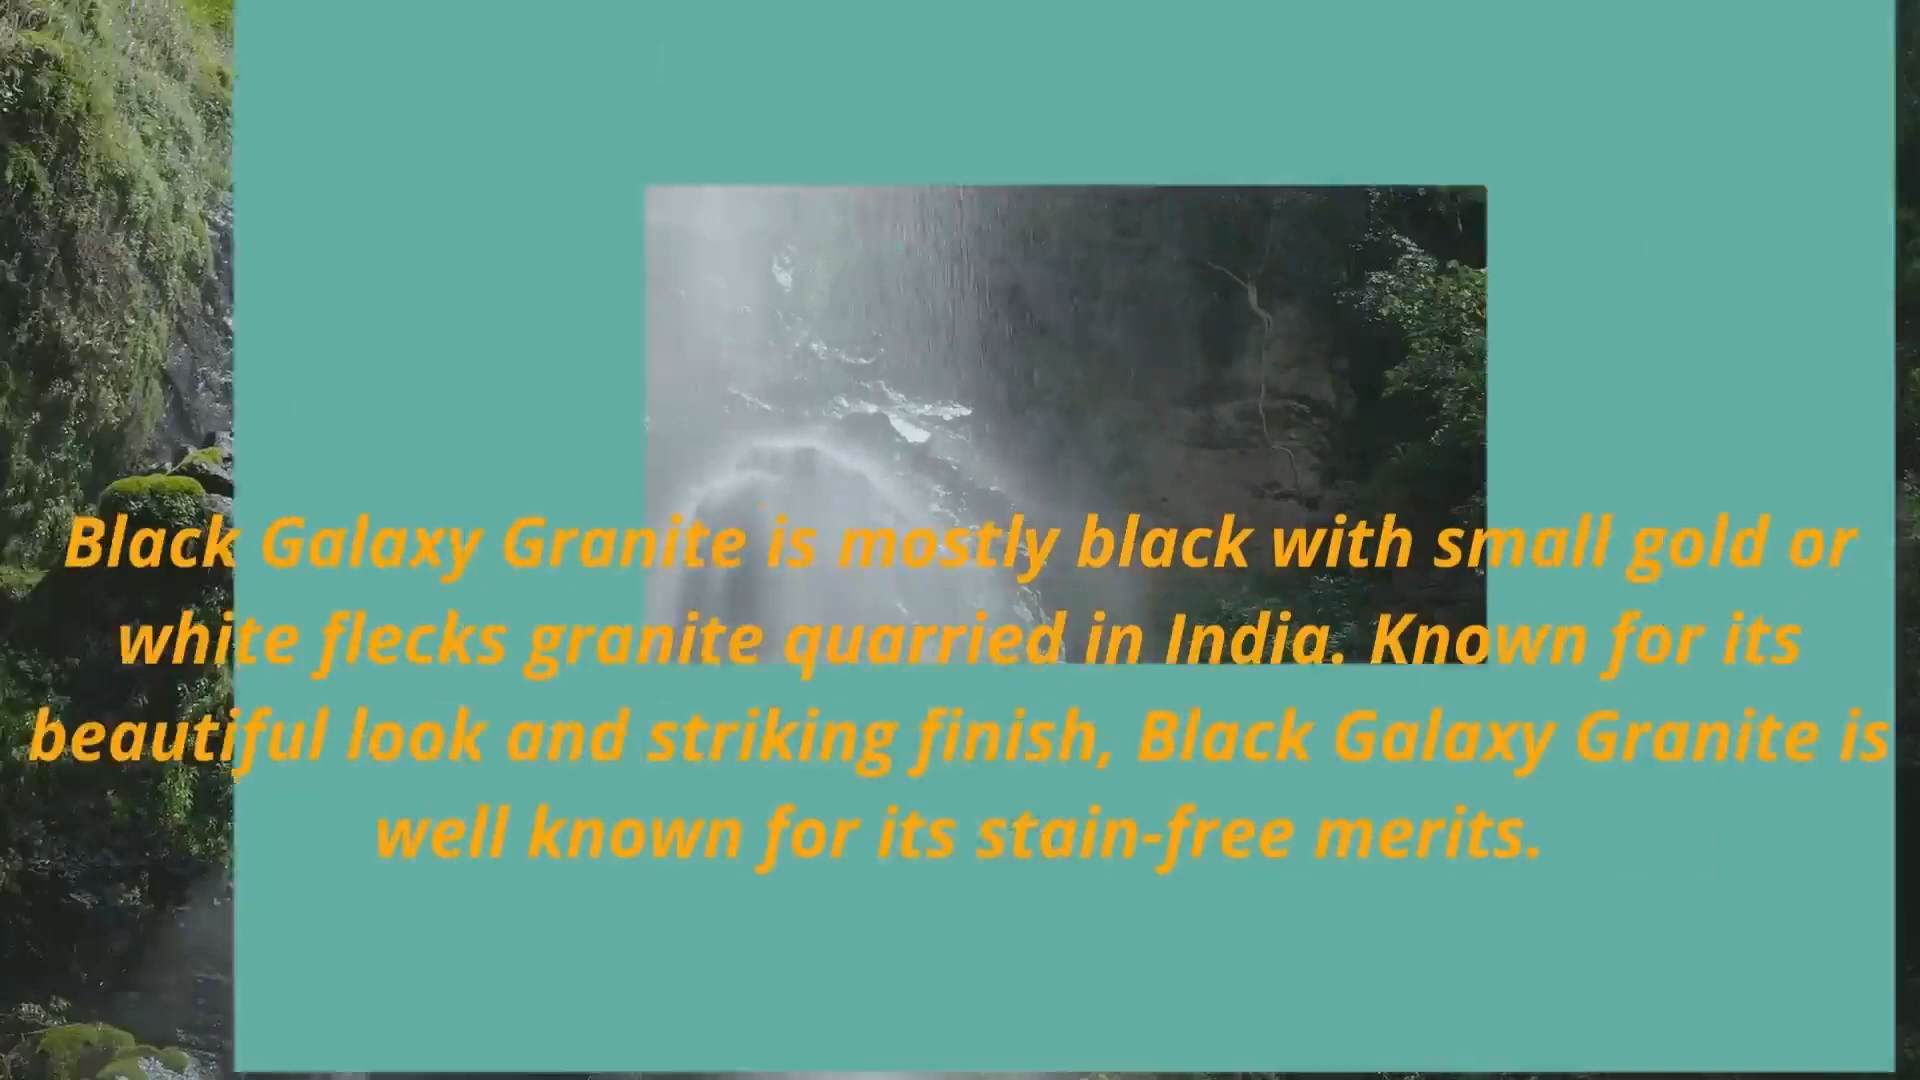 Black Galaxy Granite is mostly black with small gold or
white flecks granite quarried in India. Known for its
beautiful look and striking finish, Black Galaxy Granite is
well known for its stain-free merits.